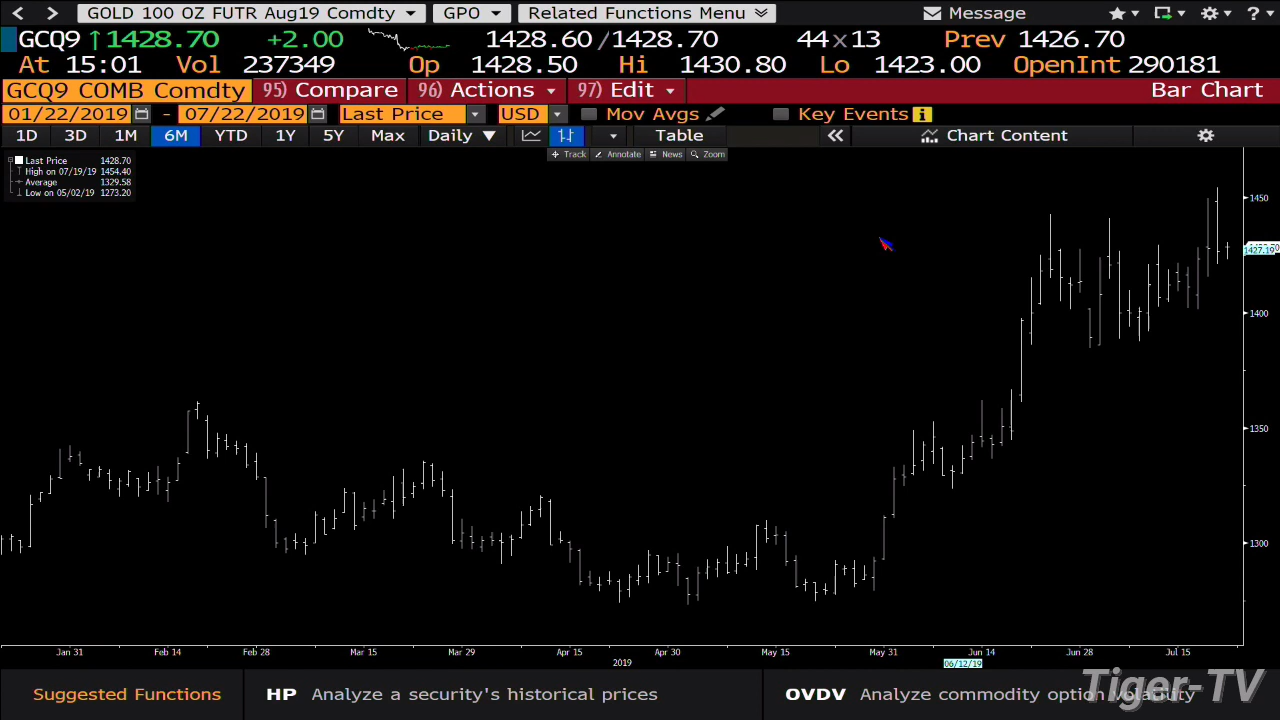 GOLD 100 OZ FUTR Aug19 Comdty GPO Related Functions Menu Message ?
GCQ9 ↑1428.70 +2.00 1428.60/1428.70 44x13 Prev 1426.70
At 15:01 Vol 237349 Op 1428.50 Hi 1430.80 Lo 1423.00 OpenInt 290181
GCQ9 COMB Comdty 95) Compare 96) Actions 97) Edit Bar Chart
01/22/2019 - 07/22/2019 Last Price USD Mov Avgs Key Events
1D 3D 1M 6M YTD 1Y 5Y Max Daily ▼ Table « Chart Content
Track Annotate News Zoom
Last Price 1428.70
High on 07/19/19 1454.40
Average 1329.58
Low on 05/02/19 1273.20
1450
1427.19
1400
1350
1300
Jan 31 Feb 14 Feb 28 Mar 15 Mar 29 Apr 15 Apr 30 May 15 May 31 Jun 14 Jun 28 Jul 15
2019 06/12/19
Suggested Functions HP Analyze a security's historical prices OVDV Analyze commodity option volatility
Tiger-TV